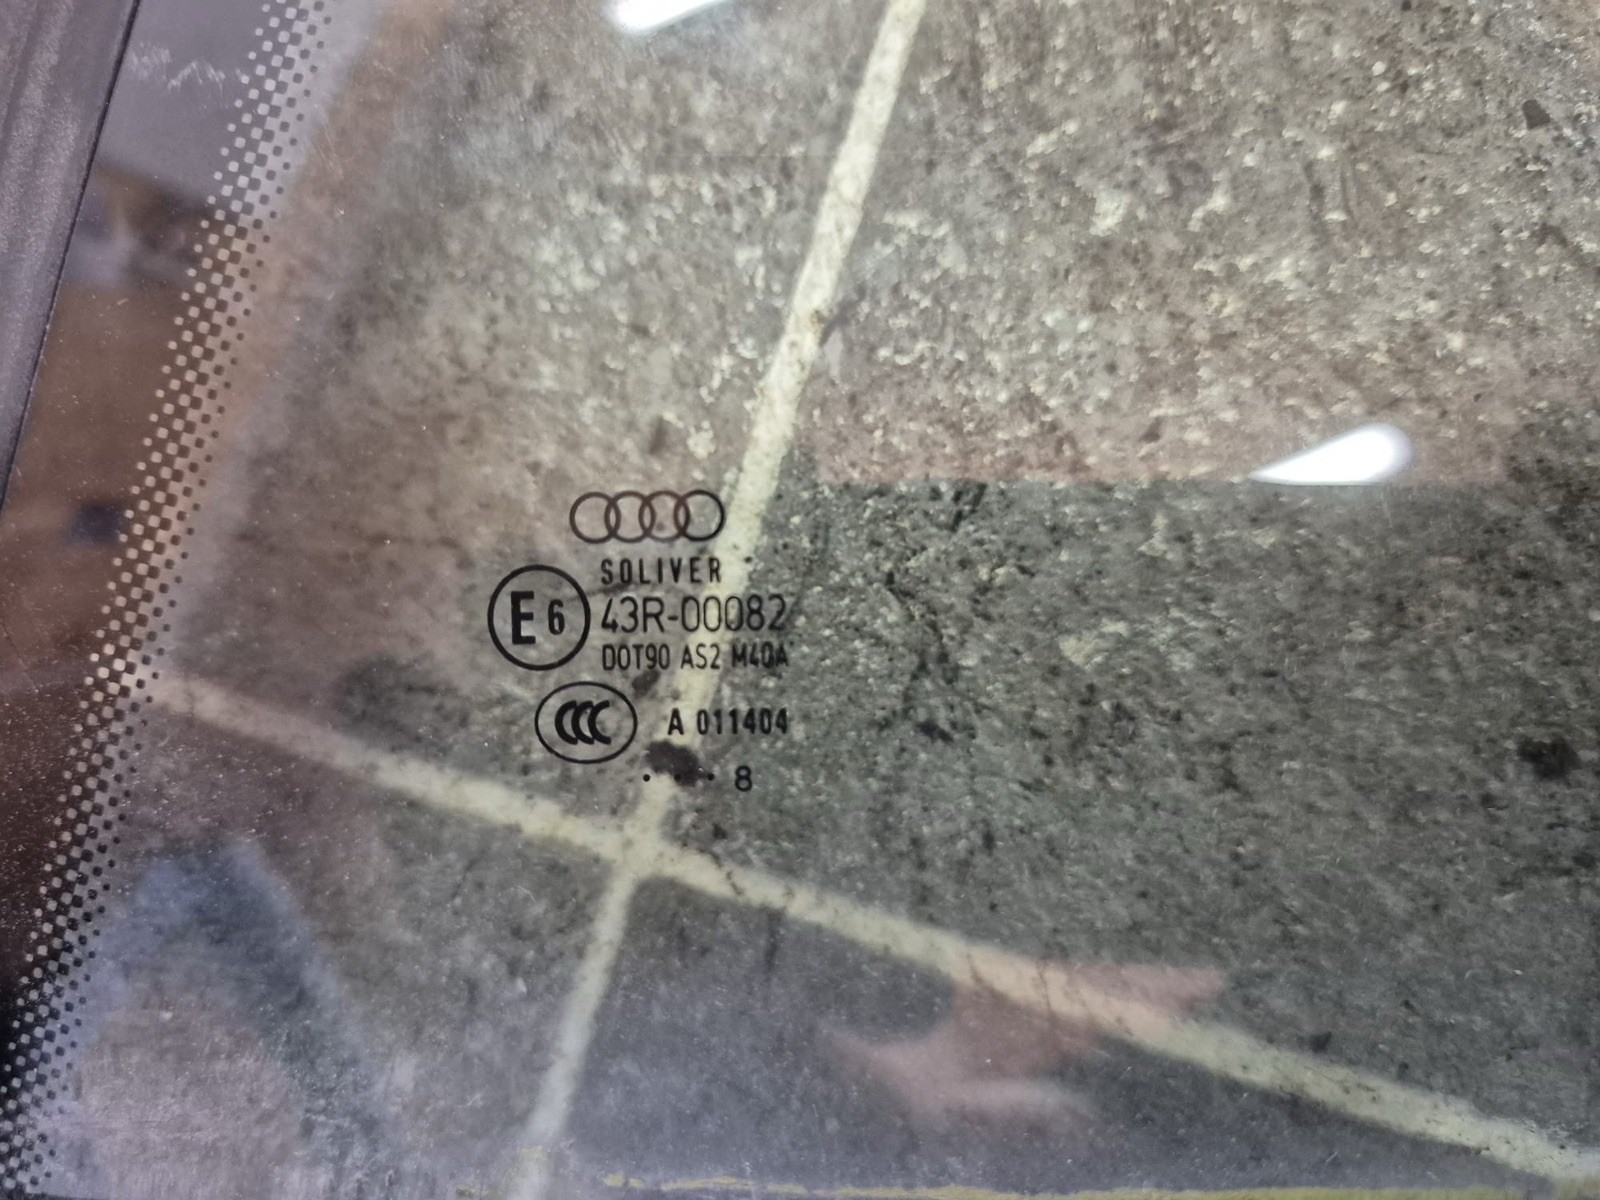 SOLIVER
E6 43R-00082
DOT90 AS2 M40A
CCC A 011404
. . . . 8